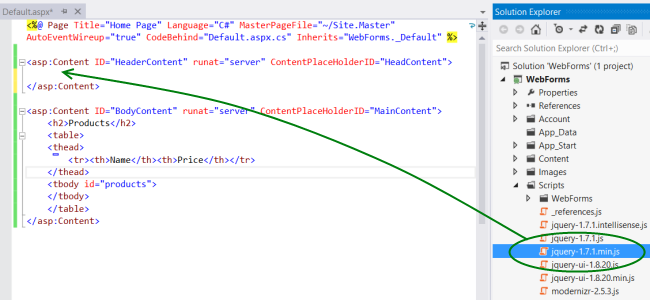 Default.aspx*
<%@ Page Title="Home Page" Language="C#" MasterPageFile="~/Site.Master"
AutoEventWireup="true" CodeBehind="Default.aspx.cs" Inherits="WebForms._Default" %>
<asp:Content ID="HeaderContent" runat="server" ContentPlaceHolderID="HeadContent">
</asp:Content>
<asp:Content ID="BodyContent" runat="server" ContentPlaceHolderID="MainContent">
<h2>Products</h2>
<table>
<thead>
<tr><th>Name</th><th>Price</th></tr>
</thead>
<tbody id="products">
</tbody>
</table>
</asp:Content>
Solution Explorer
Search Solution Explorer (Ctrl+;)
Solution 'WebForms' (1 project)
WebForms
Properties
References
Account
App_Data
App_Start
Content
Images
Scripts
WebForms
_references.js
jquery-1.7.1.intellisense.js
jquery-1.7.1.js
jquery-1.7.1.min.js
jquery-ui-1.8.20.js
jquery-ui-1.8.20.min.js
modernizr-2.5.3.js